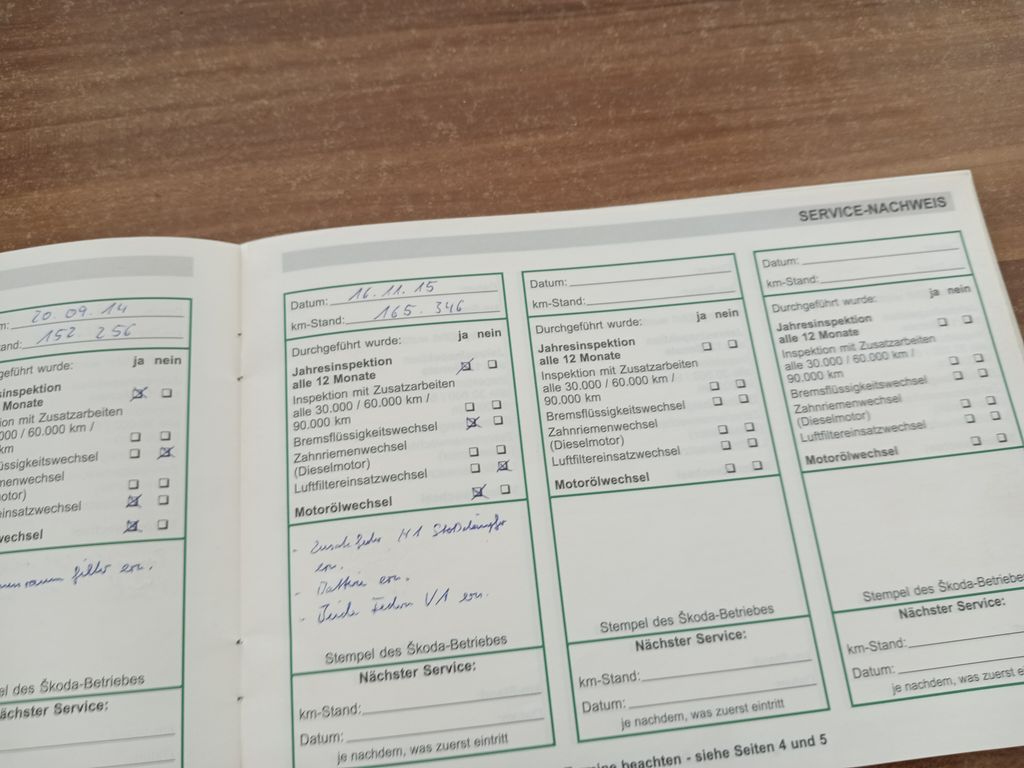 SERVICE-NACHWEIS
m: 20.09.14
tand: 152 256
geführt wurde: ja nein
esinspektion
Monate
ion mit Zusatzarbeiten
000 / 60.000 km /
km
üssigkeitswechsel
menwechsel
otor)
einsatzwechsel
wechsel
filter ern.
el des Škoda-Betriebes
ächster Service:
Datum: 16.11.15
km-Stand: 165.346
Durchgeführt wurde: ja nein
Jahresinspektion
alle 12 Monate
Inspektion mit Zusatzarbeiten
alle 30.000 / 60.000 km /
90.000 km
Bremsflüssigkeitswechsel
Zahnriemenwechsel
(Dieselmotor)
Luftfiltereinsatzwechsel
Motorölwechsel
- Stoßdämpfer
ern.
- Batterie ern.
- Federn VA ern.
Stempel des Škoda-Betriebes
Nächster Service:
km-Stand:
Datum:
je nachdem, was zuerst eintritt
Datum:
km-Stand:
Durchgeführt wurde: ja nein
Jahresinspektion
alle 12 Monate
Inspektion mit Zusatzarbeiten
alle 30.000 / 60.000 km /
90.000 km
Bremsflüssigkeitswechsel
Zahnriemenwechsel
(Dieselmotor)
Luftfiltereinsatzwechsel
Motorölwechsel
Stempel des Škoda-Betriebes
Nächster Service:
km-Stand:
Datum:
je nachdem, was zuerst eintritt
Datum:
km-Stand:
Durchgeführt wurde: ja nein
Jahresinspektion
alle 12 Monate
Inspektion mit Zusatzarbeiten
alle 30.000 / 60.000 km /
90.000 km
Bremsflüssigkeitswechsel
Zahnriemenwechsel
(Dieselmotor)
Luftfiltereinsatzwechsel
Motorölwechsel
Stempel des Škoda-Betriebe
Nächster Service:
km-Stand:
Datum:
je nachdem, was zuerst ei
mine beachten - siehe Seiten 4 und 5